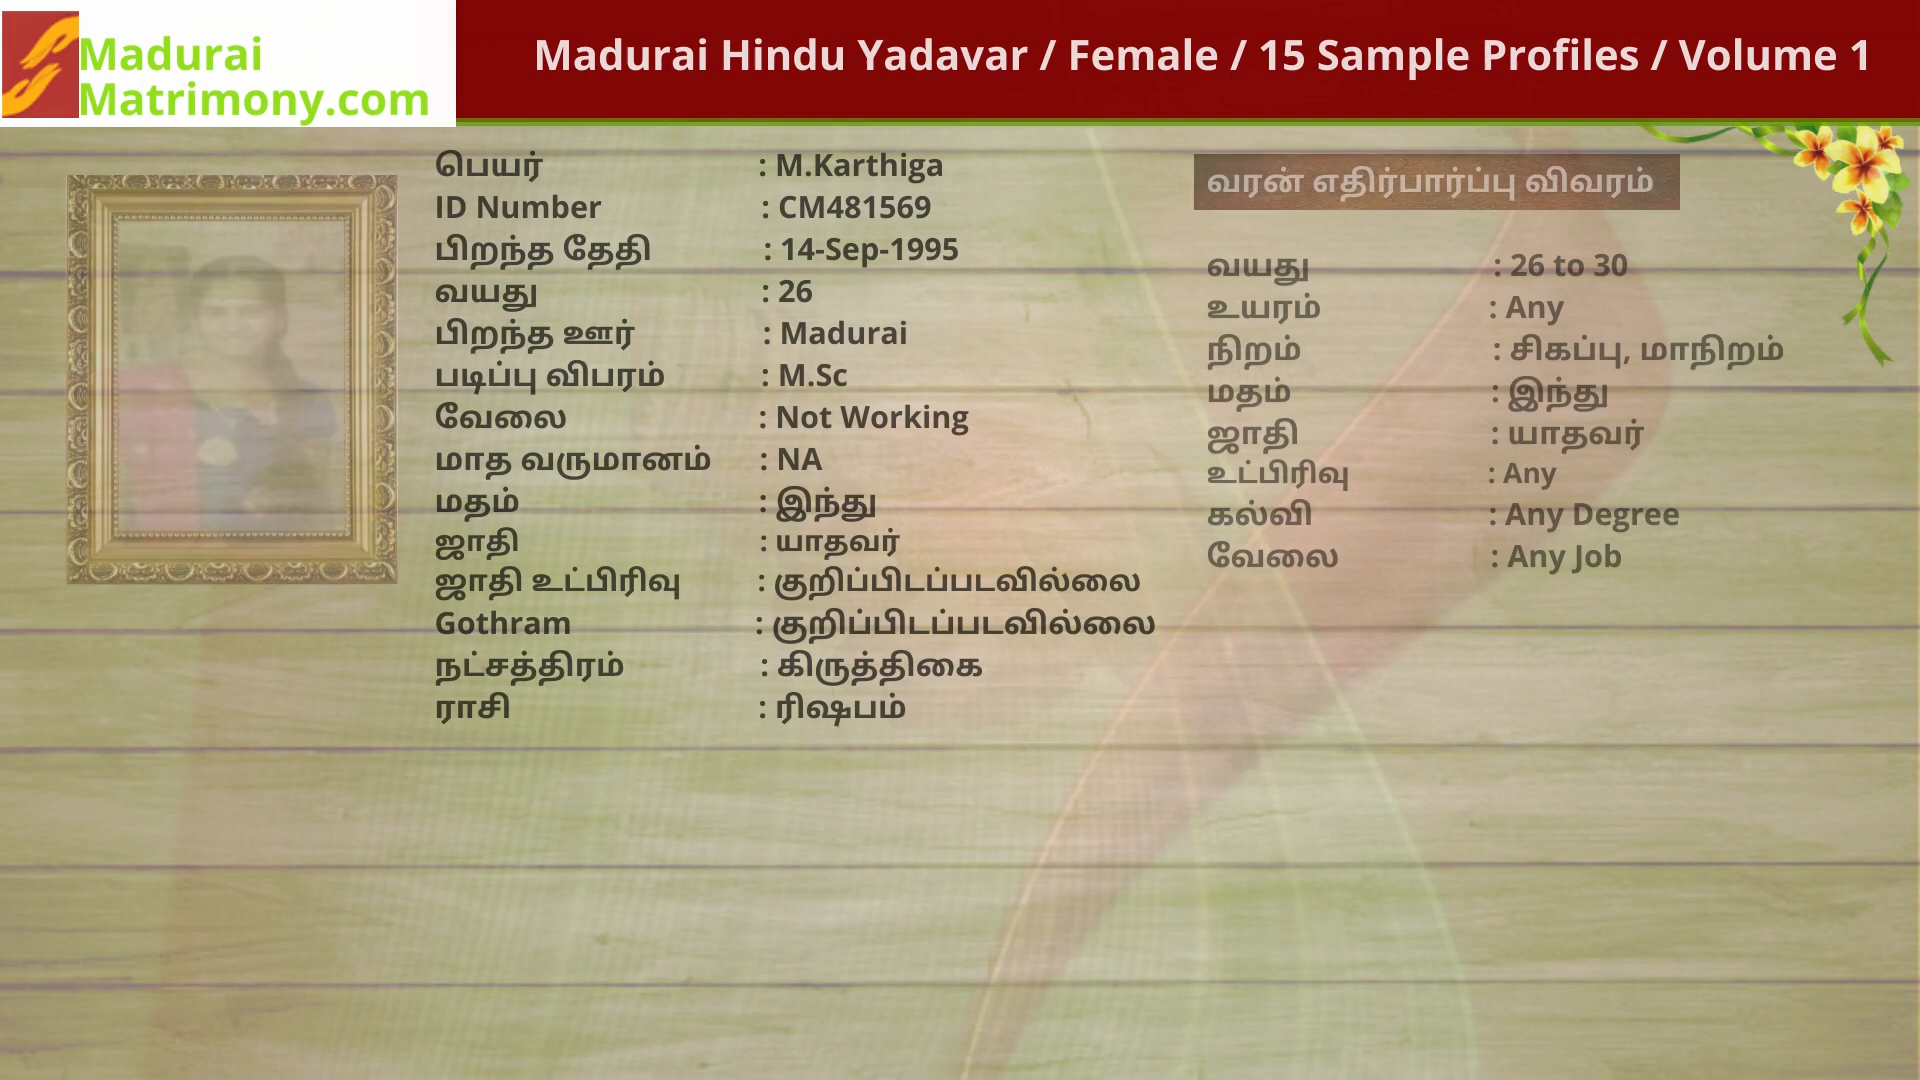 Madurai
Matrimony.com
Madurai Hindu Yadavar / Female / 15 Sample Profiles / Volume 1
பெயர் : M.Karthiga
ID Number : CM481569
பிறந்த தேதி : 14-Sep-1995
வயது : 26
பிறந்த ஊர் : Madurai
படிப்பு விபரம் : M.Sc
வேலை : Not Working
மாத வருமானம் : NA
மதம் : இந்து
ஜாதி : யாதவர்
ஜாதி உட்பிரிவு : குறிப்பிடப்படவில்லை
Gothram : குறிப்பிடப்படவில்லை
நட்சத்திரம் : கிருத்திகை
ராசி : ரிஷபம்
வரன் எதிர்பார்ப்பு விவரம்
வயது : 26 to 30
உயரம் : Any
நிறம் : சிகப்பு, மாநிறம்
மதம் : இந்து
ஜாதி : யாதவர்
உட்பிரிவு : Any
கல்வி : Any Degree
வேலை : Any Job